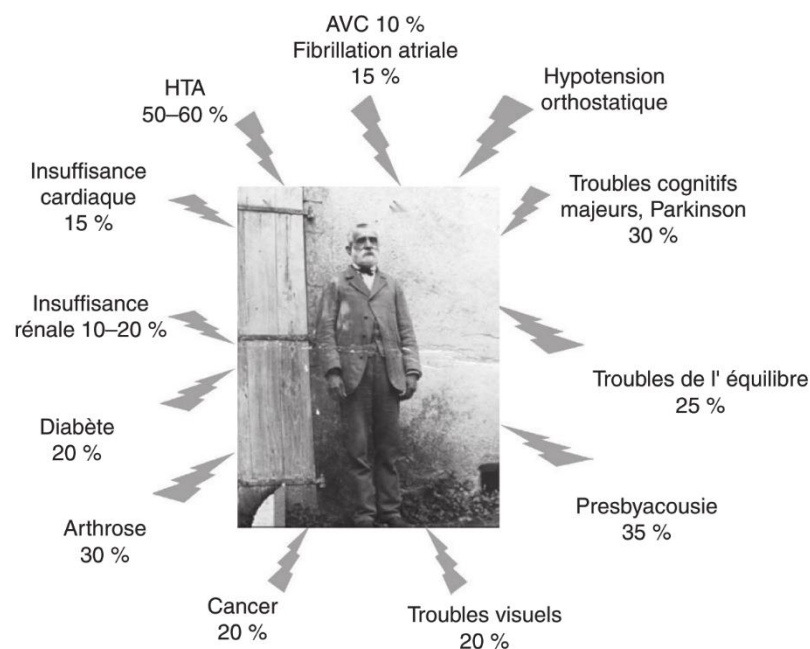 AVC 10 %
Fibrillation atriale
15 %
Hypotension
orthostatique
HTA
50–60 %
Insuffisance
cardiaque
15 %
Troubles cognitifs
majeurs, Parkinson
30 %
Insuffisance
rénale 10–20 %
Troubles de l' équilibre
25 %
Diabète
20 %
Presbyacousie
35 %
Arthrose
30 %
Cancer
20 %
Troubles visuels
20 %